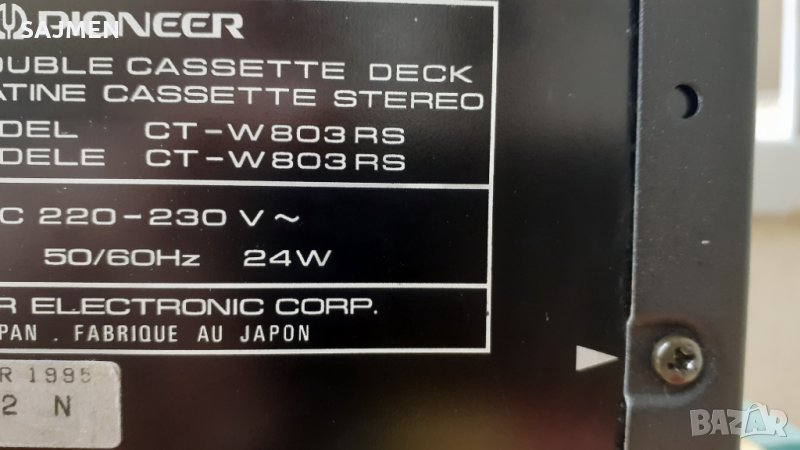 PIONEER
SAJMEN
OUBLE CASSETTE DECK
ATINE CASSETTE STEREO
DEL CT-W803RS
DELE CT-W803RS
C 220-230 V ~
50/60Hz 24W
R ELECTRONIC CORP.
PAN . FABRIQUE AU JAPON
R 1995
2 N
BAZAR